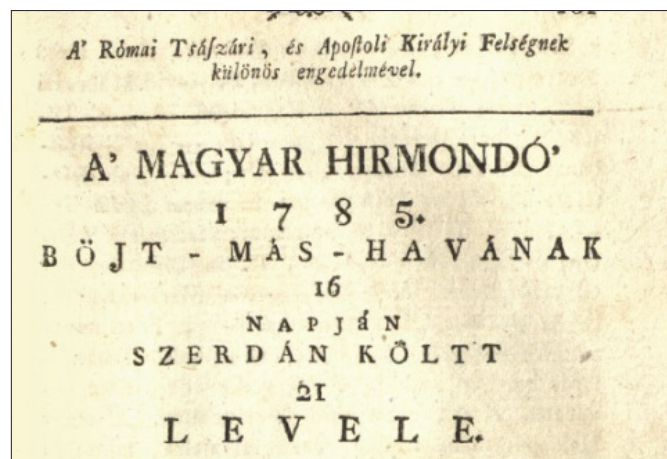 A' Római Tsászári, és Apostoli Királyi Felségnek
különös engedelmével.
A' MAGYAR HIRMONDÓ'
1 7 8 5.
BÖJT - MÁS - HAVÁNAK
16
NAPJÁN
SZERDÁN KÖLTT
21
LEVELE.